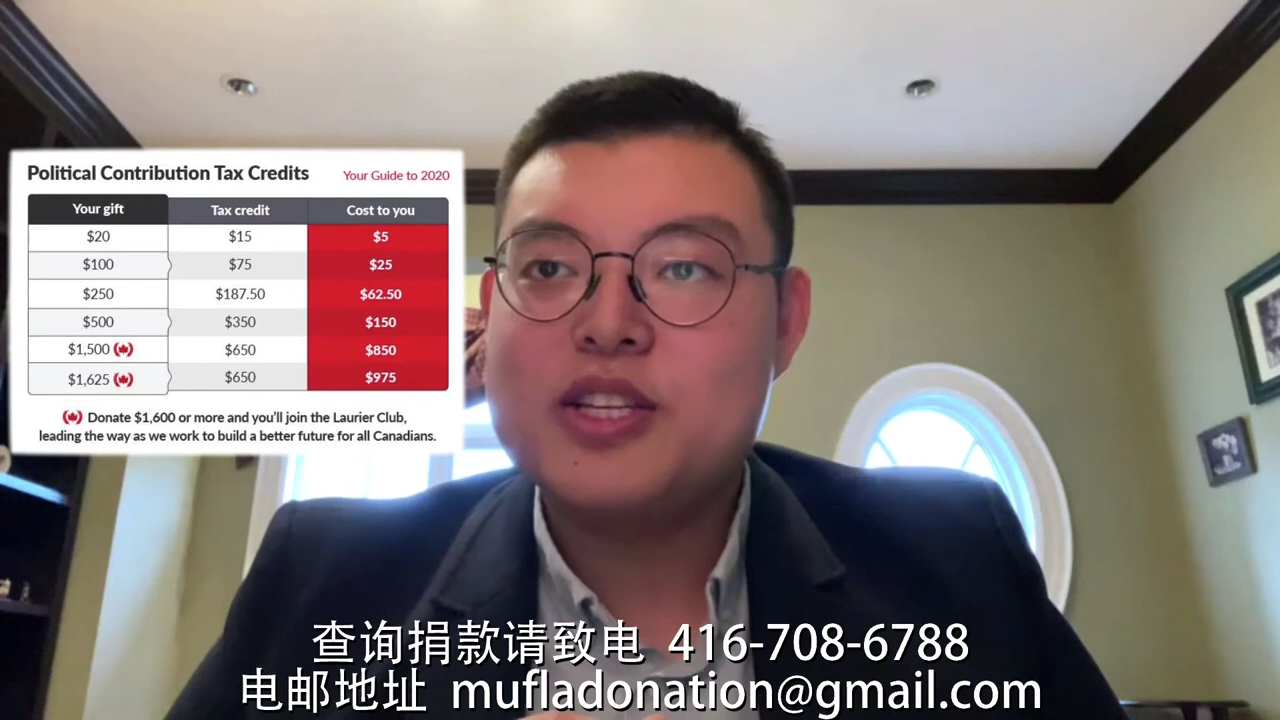 Political Contribution Tax Credits Your Guide to 2020
Your gift Tax credit Cost to you
$20 $15 $5
$100 $75 $25
$250 $187.50 $62.50
$500 $350 $150
$1,500 $650 $850
$1,625 $650 $975
Donate $1,600 or more and you'll join the Laurier Club,
leading the way as we work to build a better future for all Canadians.
查询捐款请致电 416-708-6788
电邮地址 mufladonation@gmail.com